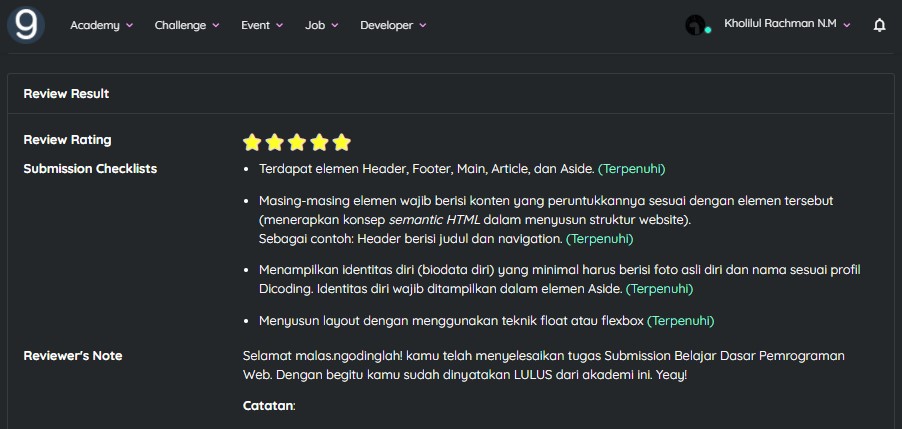 9 Academy Challenge Event Job Developer Kholilul Rachman N.M
Review Result
Review Rating
Submission Checklists
• Terdapat elemen Header, Footer, Main, Article, dan Aside. (Terpenuhi)
• Masing-masing elemen wajib berisi konten yang peruntukkannya sesuai dengan elemen tersebut
(menerapkan konsep semantic HTML dalam menyusun struktur website).
Sebagai contoh: Header berisi judul dan navigation. (Terpenuhi)
• Menampilkan identitas diri (biodata diri) yang minimal harus berisi foto asli diri dan nama sesuai profil
Dicoding. Identitas diri wajib ditampilkan dalam elemen Aside. (Terpenuhi)
• Menyusun layout dengan menggunakan teknik float atau flexbox (Terpenuhi)
Reviewer's Note
Selamat malas.ngodinglah! kamu telah menyelesaikan tugas Submission Belajar Dasar Pemrograman
Web. Dengan begitu kamu sudah dinyatakan LULUS dari akademi ini. Yeay!
Catatan: